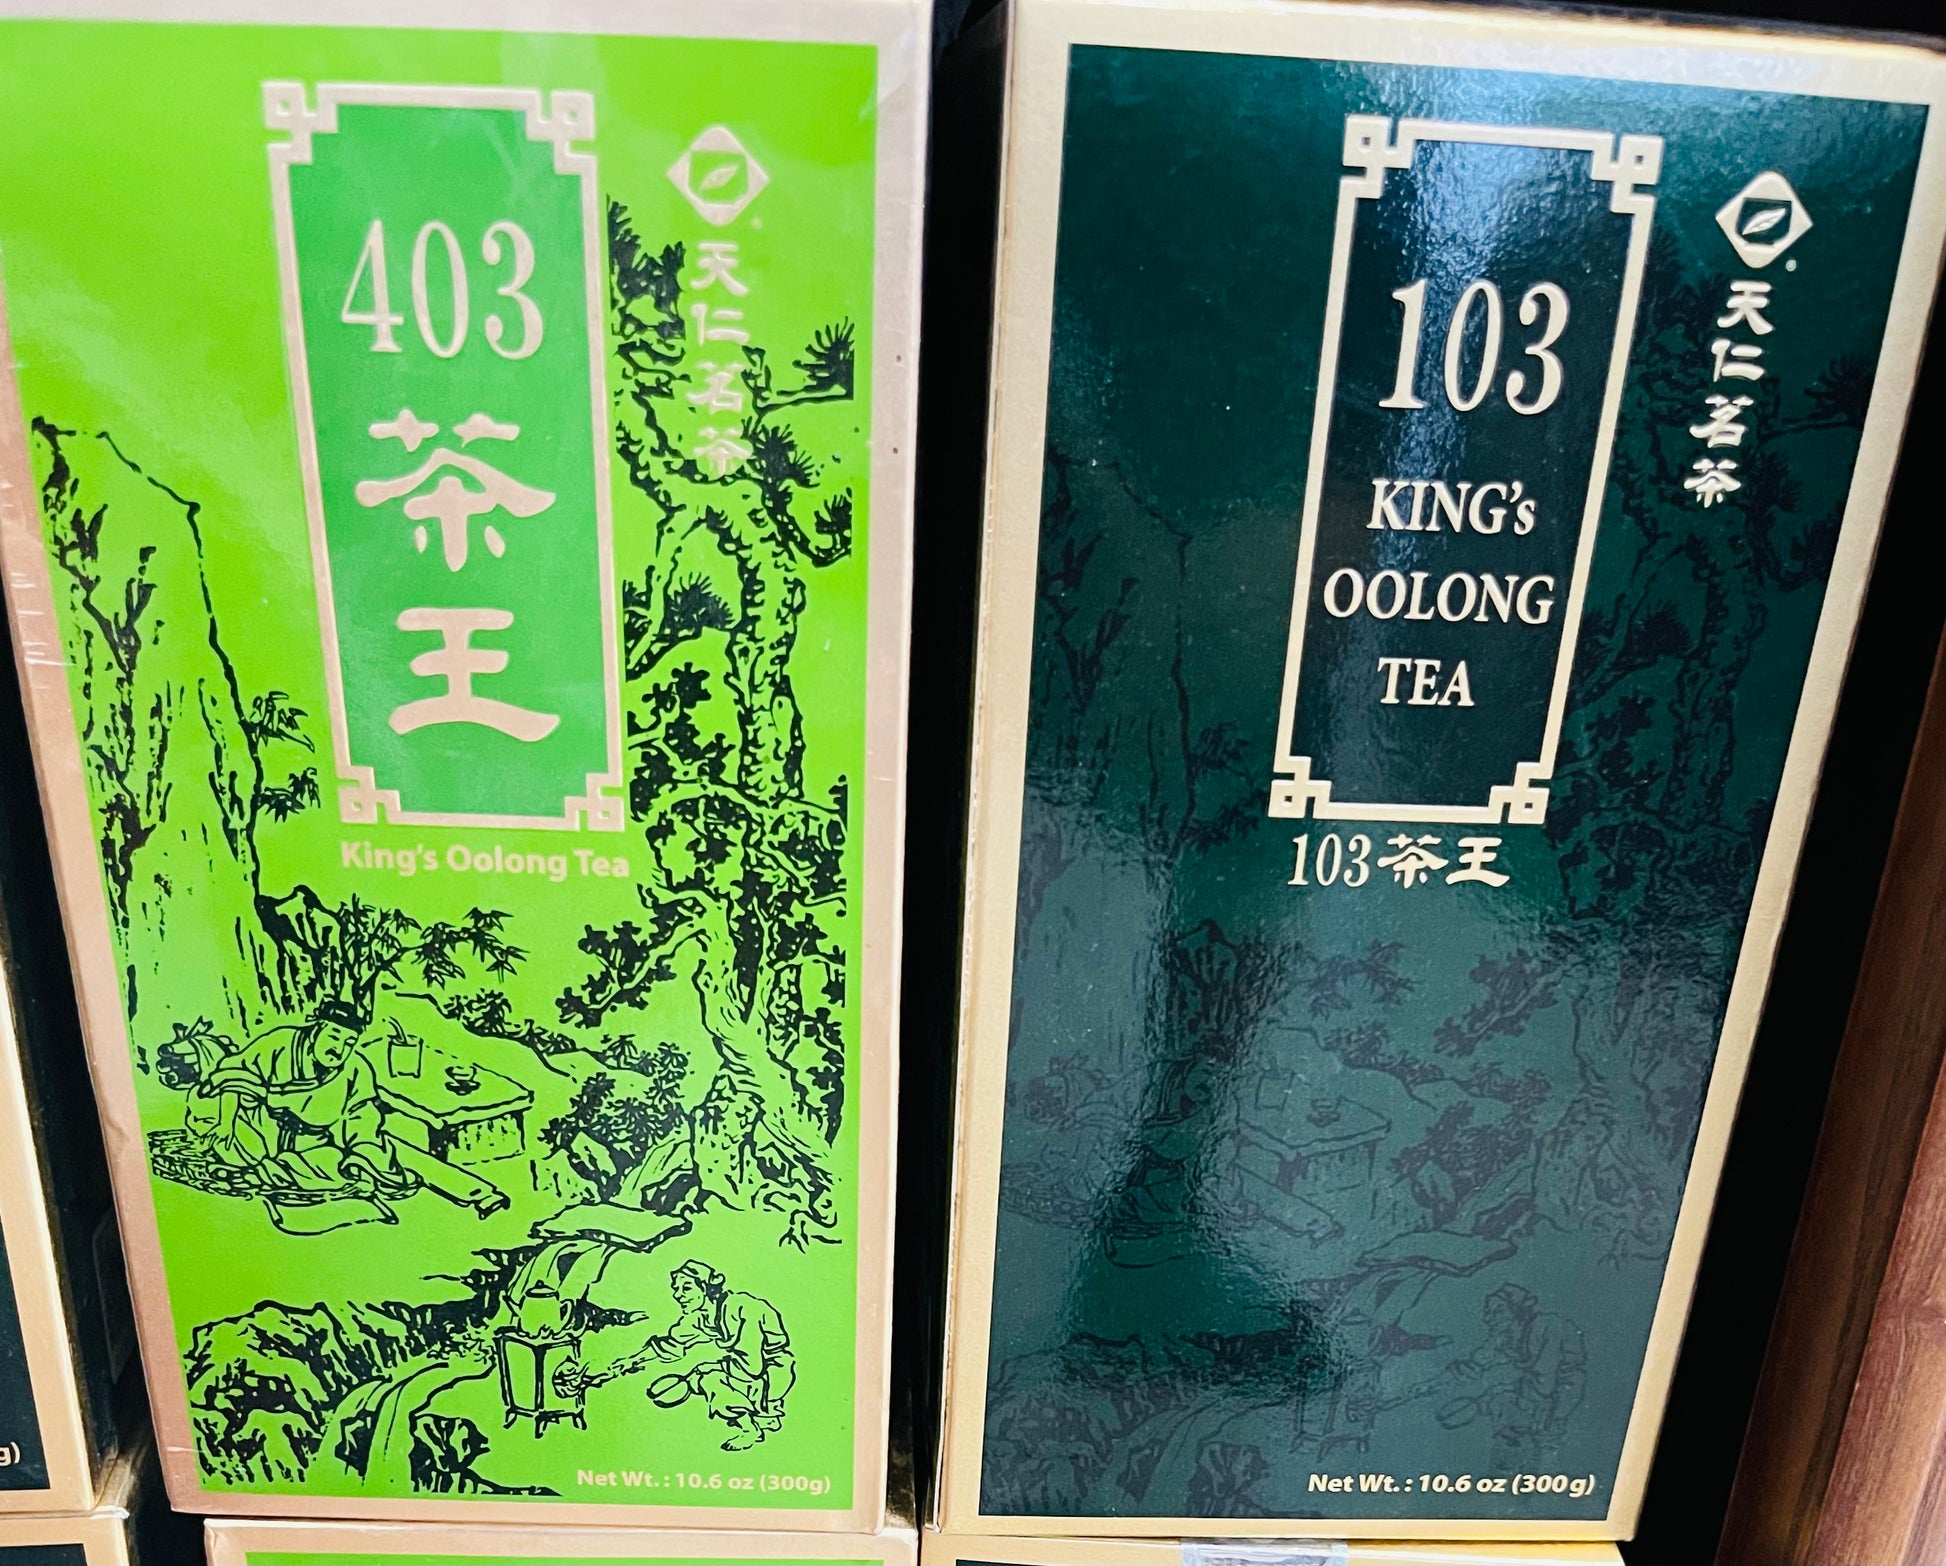 403
茶王
King's Oolong Tea
天仁茗茶
Net Wt. : 10.6 oz (300g)
103
KING's
OOLONG
TEA
103茶王
天仁茗茶
Net Wt. : 10.6 oz (300g)
g)